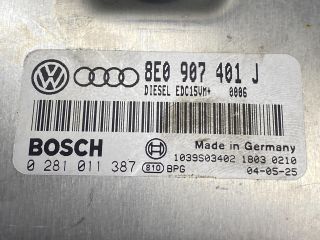 8E0 907 401 J
DIESEL EDC15VM+ 0006
BOSCH
Made in Germany
0 281 011 387
1039S03402 1803 0210
810 BPG
04-05-25